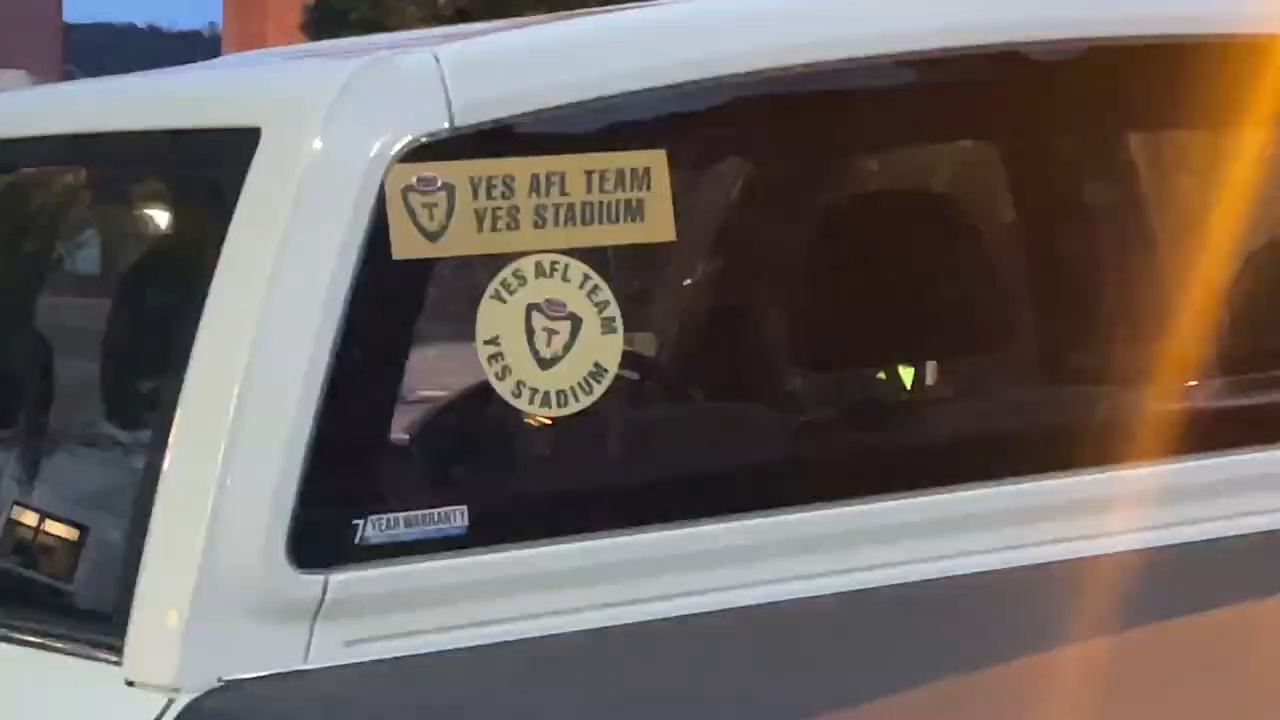 YES AFL TEAM
YES STADIUM
T
YES AFL TEAM
T
YES STADIUM
7 YEAR WARRANTY